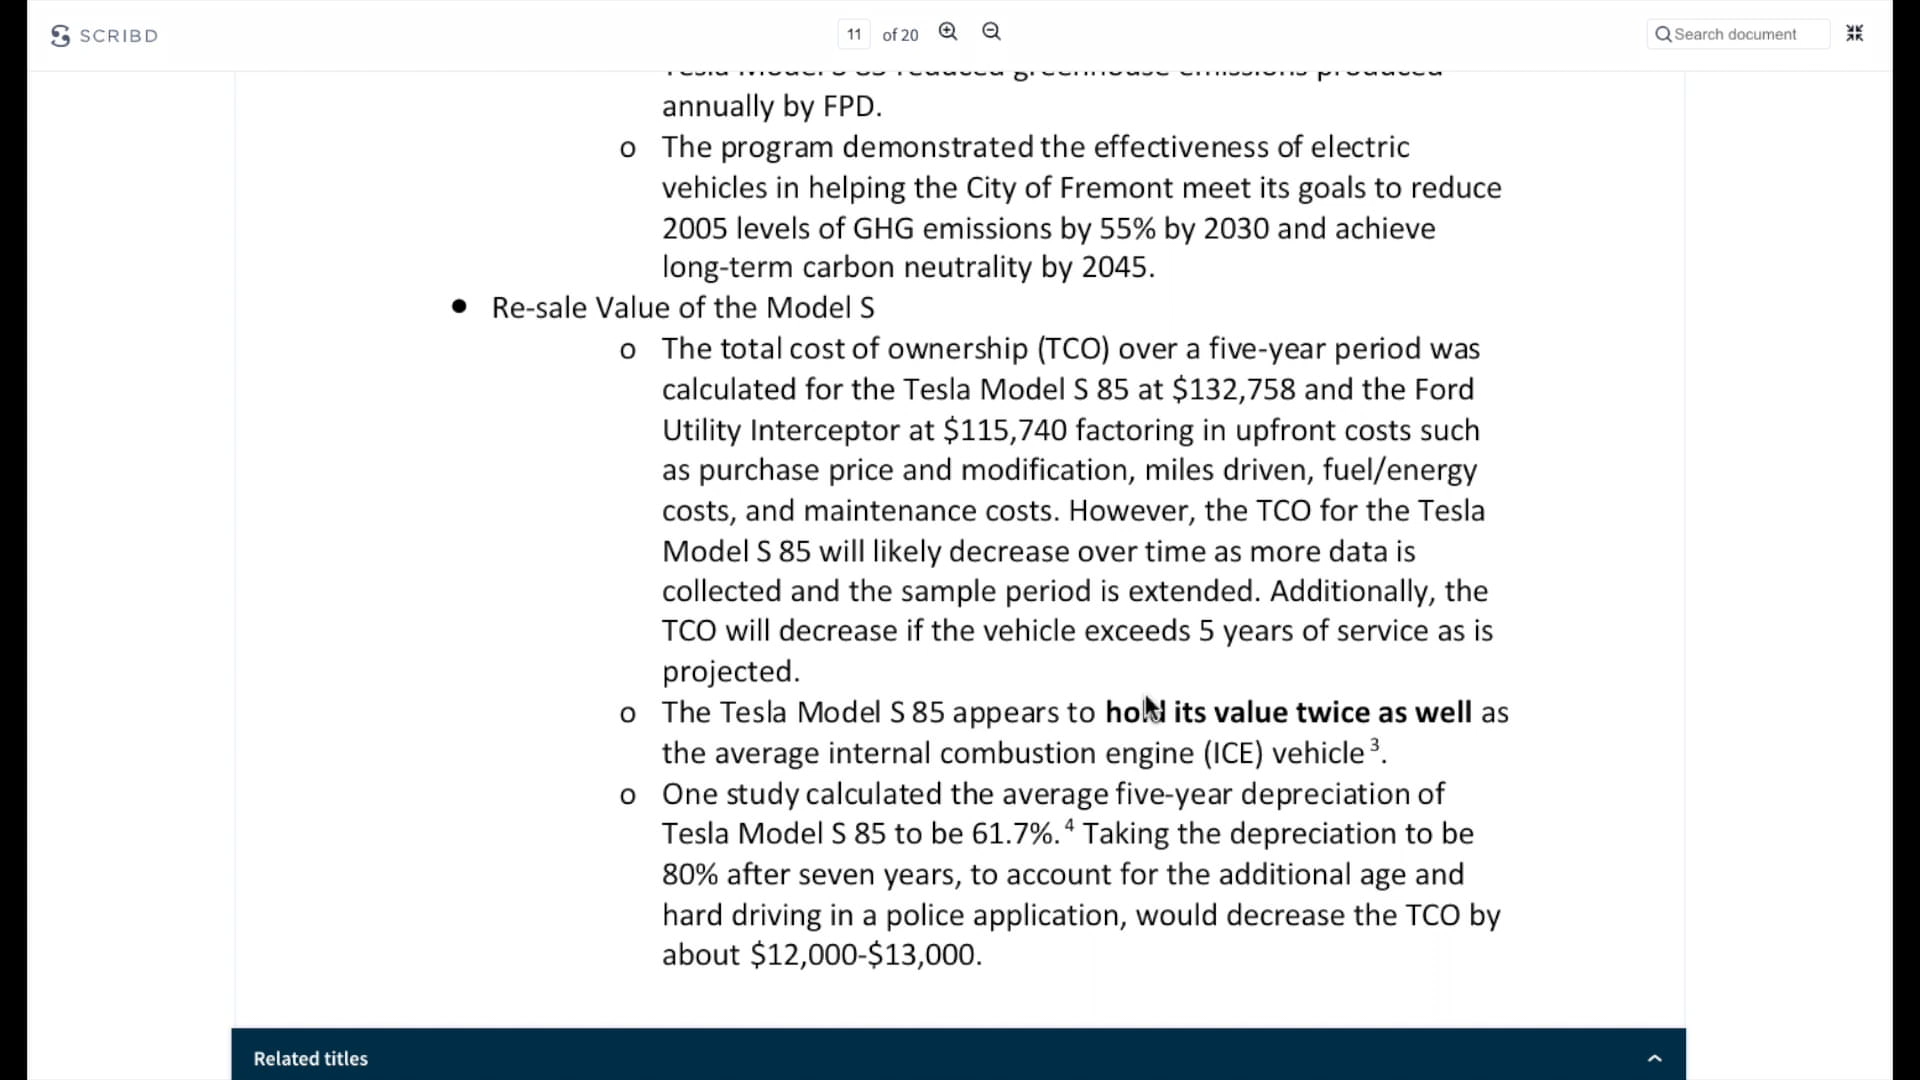 SCRIBD
11 of 20
Search document
Tesla Model S 85 reduced greenhouse emissions produced
annually by FPD.
o The program demonstrated the effectiveness of electric
vehicles in helping the City of Fremont meet its goals to reduce
2005 levels of GHG emissions by 55% by 2030 and achieve
long-term carbon neutrality by 2045.
● Re-sale Value of the Model S
o The total cost of ownership (TCO) over a five-year period was
calculated for the Tesla Model S 85 at $132,758 and the Ford
Utility Interceptor at $115,740 factoring in upfront costs such
as purchase price and modification, miles driven, fuel/energy
costs, and maintenance costs. However, the TCO for the Tesla
Model S 85 will likely decrease over time as more data is
collected and the sample period is extended. Additionally, the
TCO will decrease if the vehicle exceeds 5 years of service as is
projected.
o The Tesla Model S 85 appears to hold its value twice as well as
the average internal combustion engine (ICE) vehicle 3.
o One study calculated the average five-year depreciation of
Tesla Model S 85 to be 61.7%. 4 Taking the depreciation to be
80% after seven years, to account for the additional age and
hard driving in a police application, would decrease the TCO by
about $12,000-$13,000.
Related titles